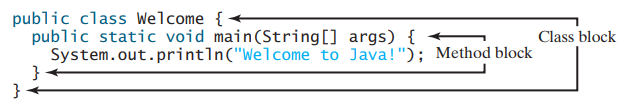 public class Welcome {
public static void main(String[] args) { Class block
System.out.println("Welcome to Java!"); Method block
}
}